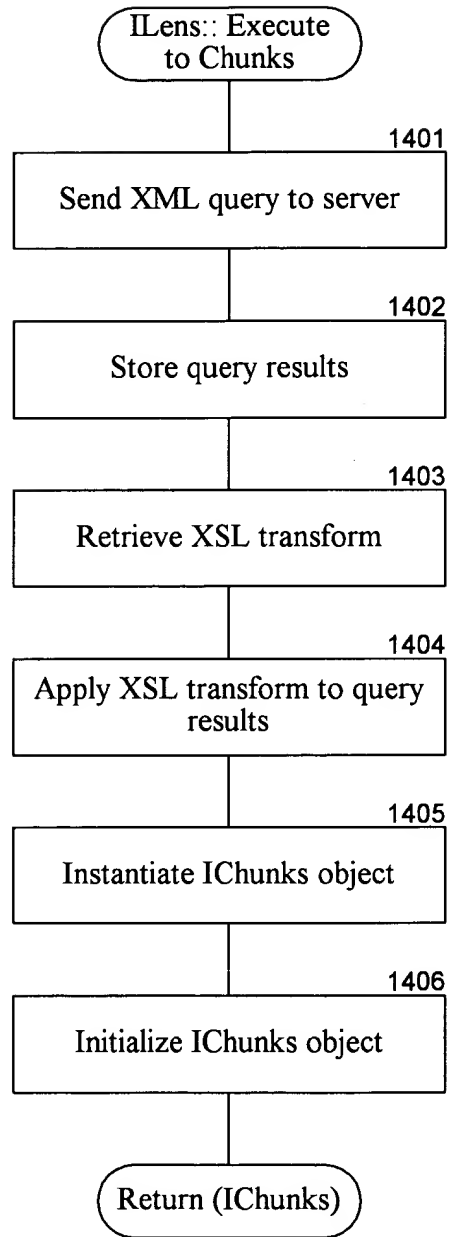 ILens:: Execute
to Chunks
1401
Send XML query to server
1402
Store query results
1403
Retrieve XSL transform
1404
Apply XSL transform to query
results
1405
Instantiate IChunks object
1406
Initialize IChunks object
Return (IChunks)